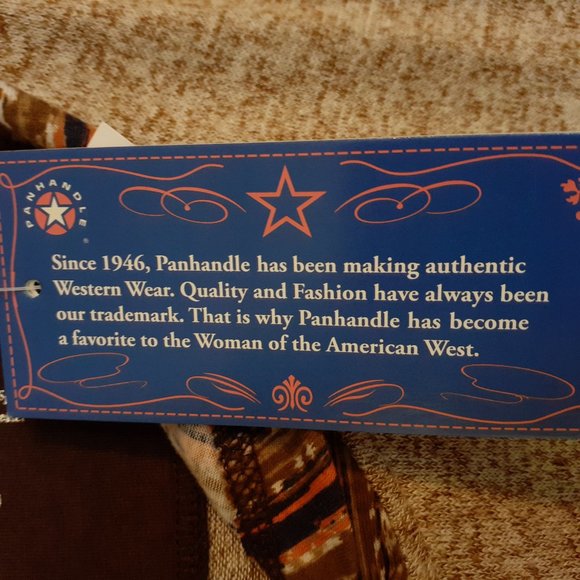 PANHANDLE
®
Since 1946, Panhandle has been making authentic
Western Wear. Quality and Fashion have always been
our trademark. That is why Panhandle has become
a favorite to the Woman of the American West.